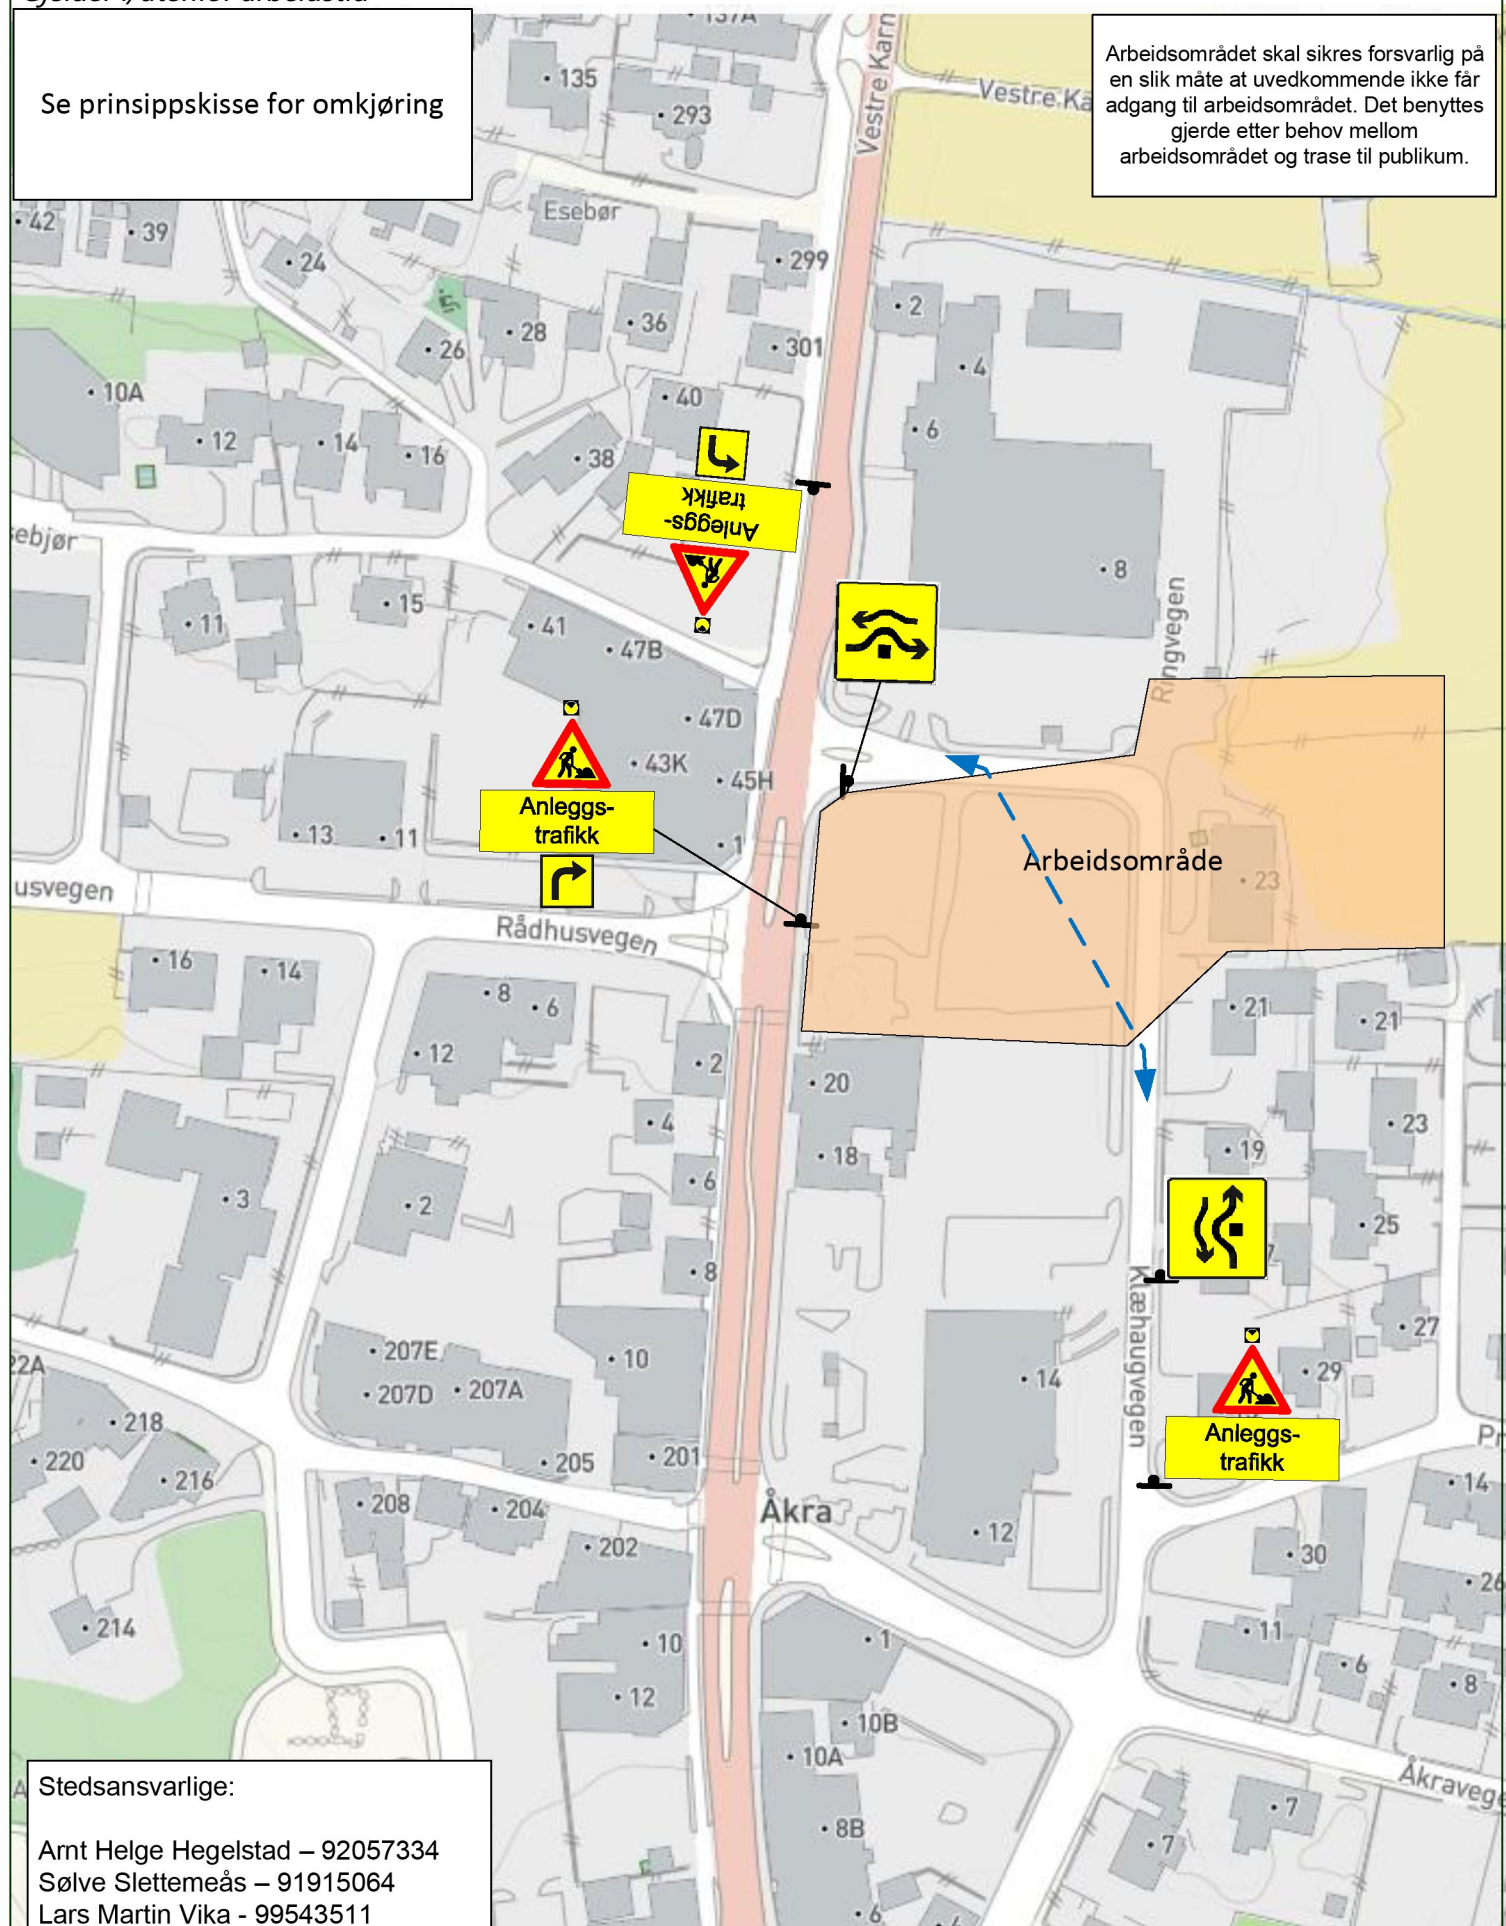 Se prinsippskisse for omkjøring
Arbeidsområdet skal sikres forsvarlig på
en slik måte at uvedkommende ikke får
adgang til arbeidsområdet. Det benyttes
gjerde etter behov mellom
arbeidsområdet og trase til publikum.
137A
135
293
Vestre Karm
Vestre Ka
Esebør
42
39
24
299
2
36
28
26
301
4
10A
40
6
12
14
16
38
Anleggs-
trafikk
ebjør
8
Ringvegen
15
11
41
47B
47D
43K
45H
Anleggs-
trafikk
13
11
1
Arbeidsområde
23
usvegen
Rådhusvegen
16
14
8
6
12
2
21
21
20
4
23
19
18
6
3
2
25
8
Klæhaugvegen
27
207E
10
22A
207D
207A
14
29
Anleggs-
trafikk
218
220
216
205
201
Pr
14
208
204
Åkra
202
12
30
26
214
10
1
11
6
8
12
10B
10A
Åkravege
7
7
8B
6
Stedsansvarlige:
Arnt Helge Hegelstad – 92057334
Sølve Slettemeås – 91915064
Lars Martin Vika - 99543511